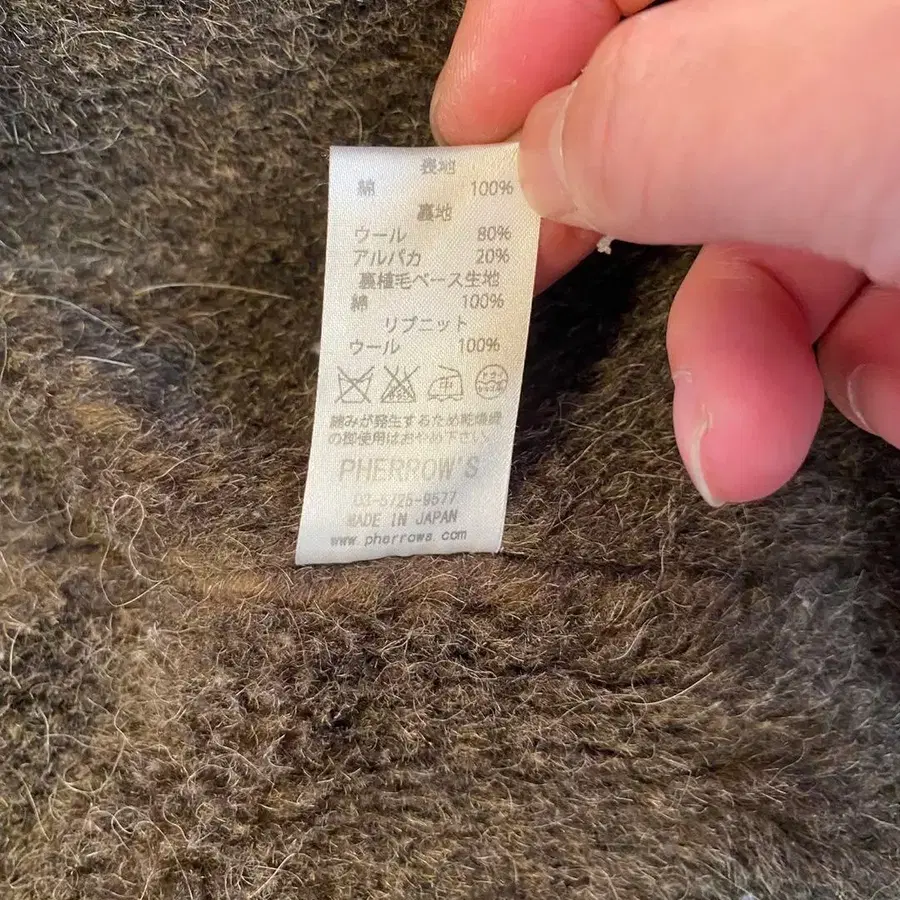 表地
綿 100%
裏地
ウール 80%
アルパカ 20%
裏植毛ベース生地
綿 100%
リブニット
ウール 100%
縮みが発生するため乾燥機
の御使用はおやめ下さい。
PHERROW'S
03-5725-9577
MADE IN JAPAN
www.pherrows.com